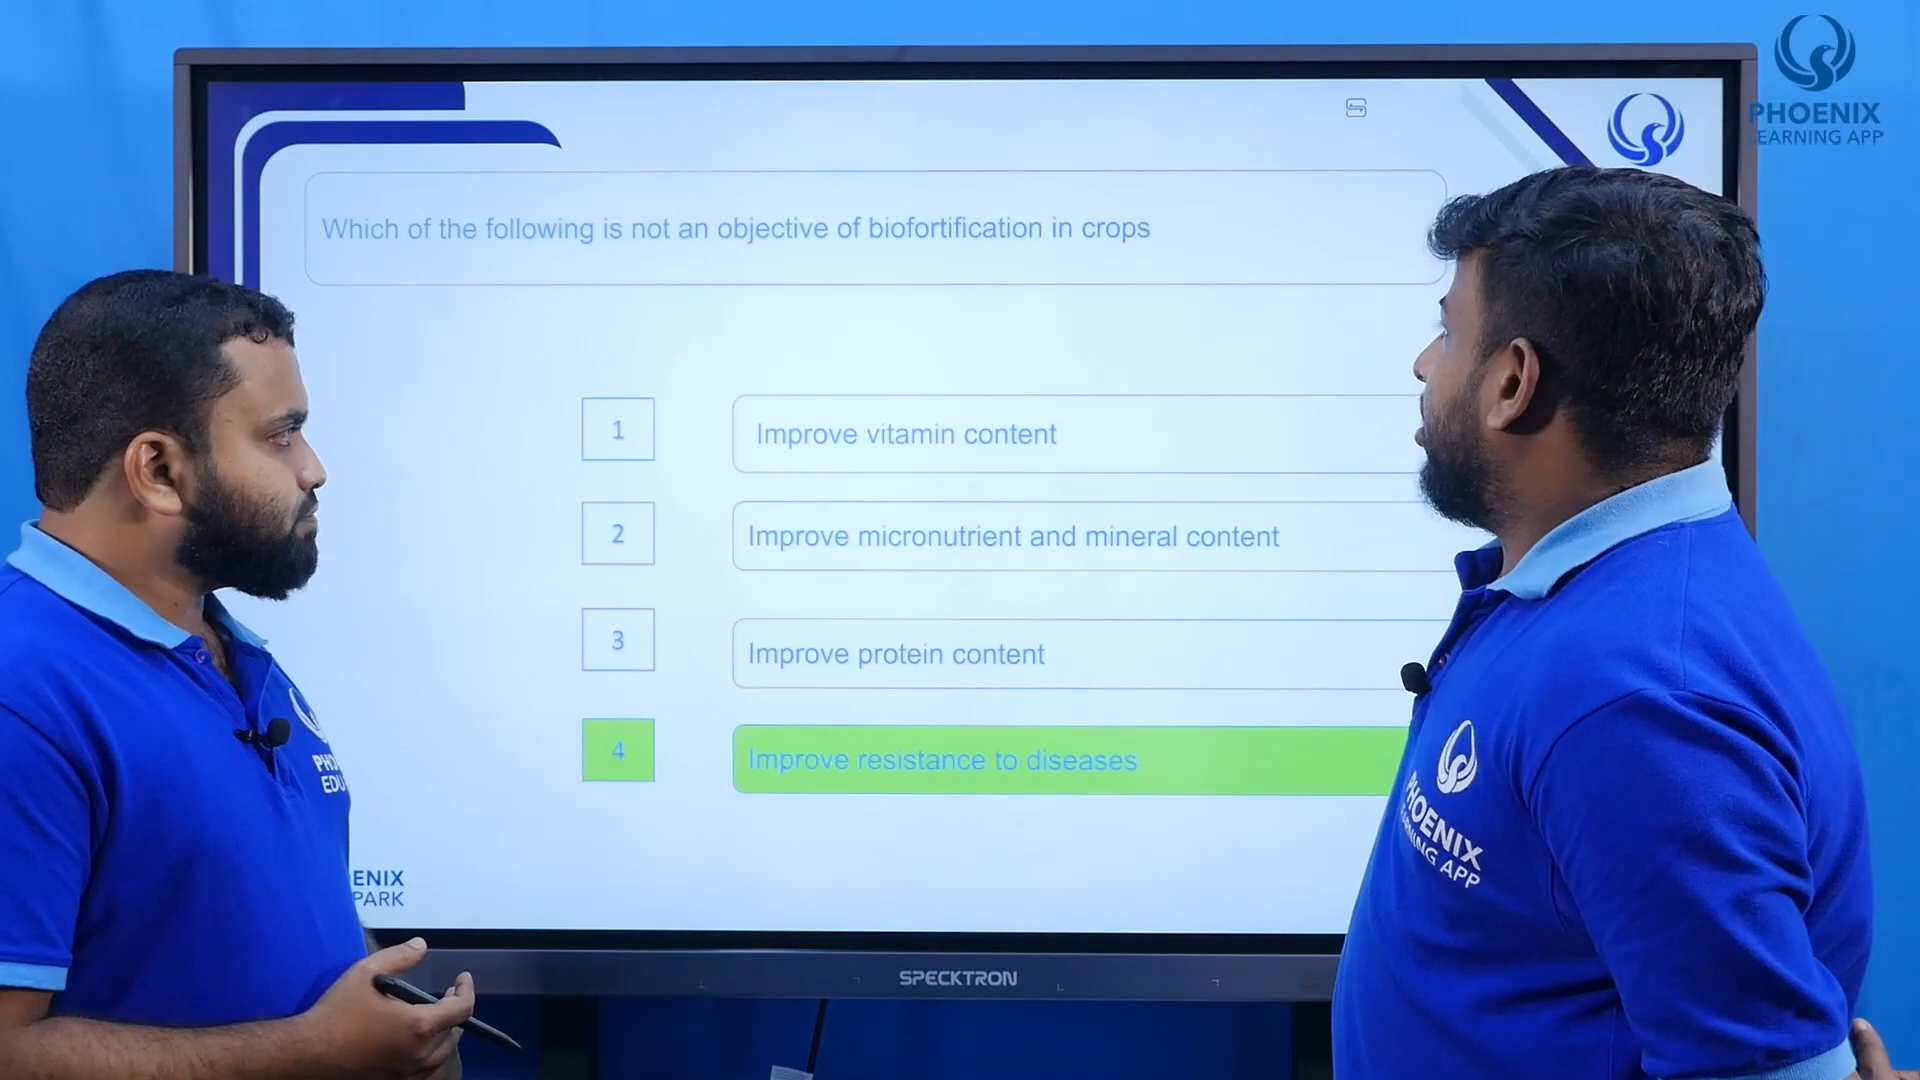 PHOENIX
LEARNING APP
Which of the following is not an objective of biofortification in crops
1
Improve vitamin content
2
Improve micronutrient and mineral content
3
Improve protein content
4
Improve resistance to diseases
PHO
EDU
PHOENIX
LEARNING APP
ENIX
PARK
SPECKTRON